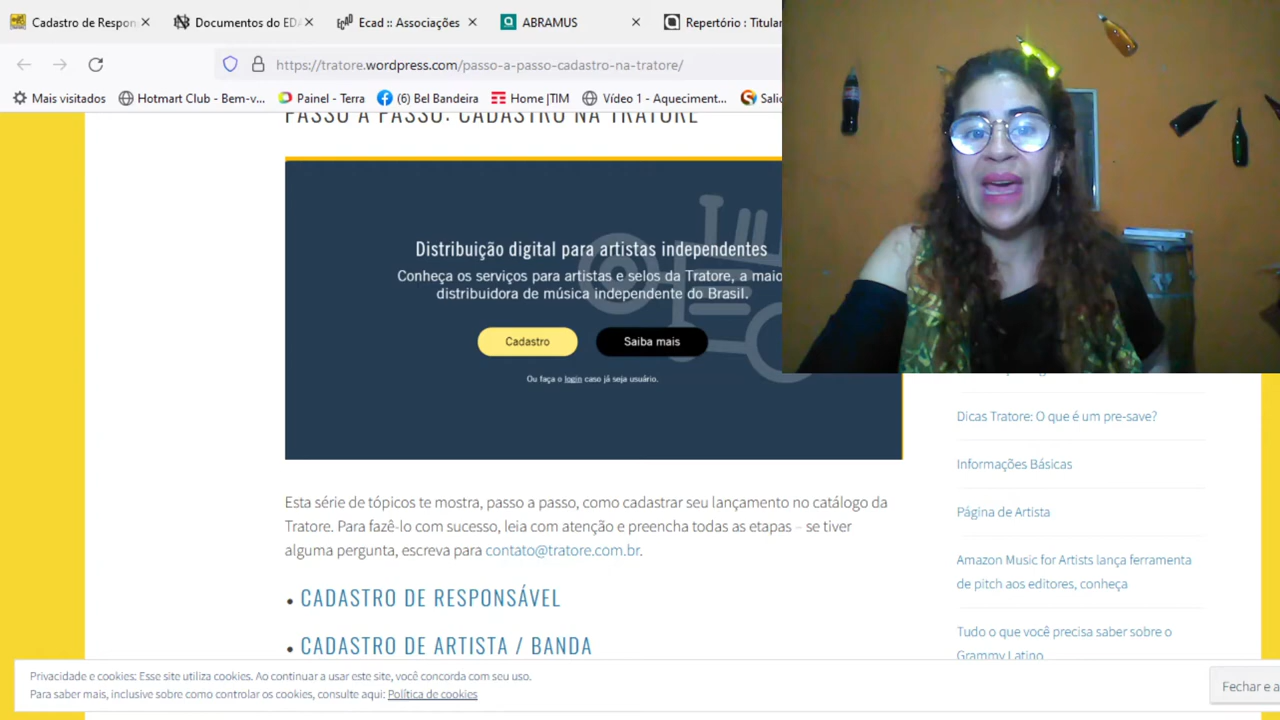 Cadastro de Respon
Documentos do EDA
Ecad :: Associações
ABRAMUS
Repertório : Titular
https://tratore.wordpress.com/passo-a-passo-cadastro-na-tratore/
Mais visitados
Hotmart Club - Bem-v...
Painel - Terra
(6) Bel Bandeira
Home |TIM
Vídeo 1 - Aqueciment...
PASSO A PASSO: CADASTRO NA TRATORE
Distribuição digital para artistas independentes
Conheça os serviços para artistas e selos da Tratore, a maio
distribuidora de música independente do Brasil.
Cadastro
Saiba mais
Ou faça o login caso já seja usuário.
Esta série de tópicos te mostra, passo a passo, como cadastrar seu lançamento no catálogo da
Tratore. Para fazê-lo com sucesso, leia com atenção e preencha todas as etapas – se tiver
alguma pergunta, escreva para contato@tratore.com.br.
• CADASTRO DE RESPONSÁVEL
• CADASTRO DE ARTISTA / BANDA
Dicas Tratore: O que é um pre-save?
Informações Básicas
Página de Artista
Amazon Music for Artists lança ferramenta
de pitch aos editores, conheça
Tudo o que você precisa saber sobre o
Grammy Latino
Privacidade e cookies: Esse site utiliza cookies. Ao continuar a usar este site, você concorda com seu uso.
Para saber mais, inclusive sobre como controlar os cookies, consulte aqui: Política de cookies
Fechar e a